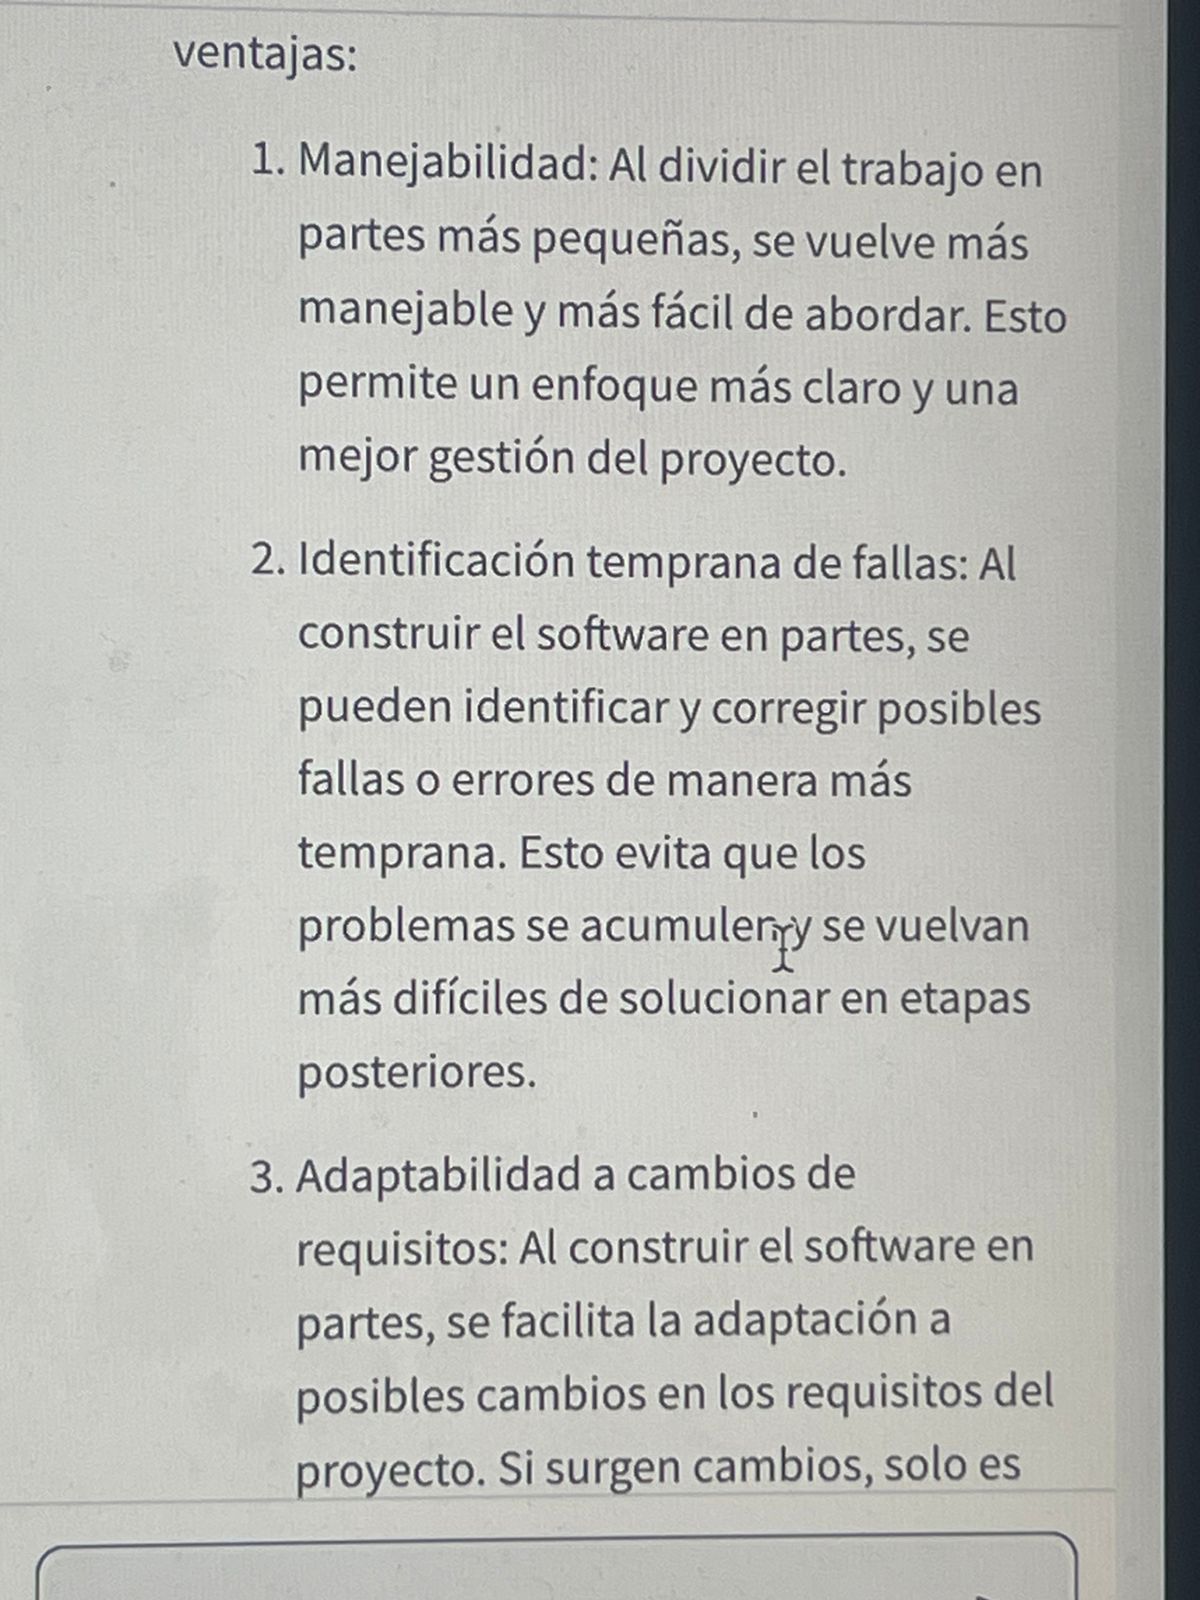 ventajas:
1. Manejabilidad: Al dividir el trabajo en
partes más pequeñas, se vuelve más
manejable y más fácil de abordar. Esto
permite un enfoque más claro y una
mejor gestión del proyecto.
2. Identificación temprana de fallas: Al
construir el software en partes, se
pueden identificar y corregir posibles
fallas o errores de manera más
temprana. Esto evita que los
problemas se acumulen y se vuelvan
más difíciles de solucionar en etapas
posteriores.
3. Adaptabilidad a cambios de
requisitos: Al construir el software en
partes, se facilita la adaptación a
posibles cambios en los requisitos del
proyecto. Si surgen cambios, solo es